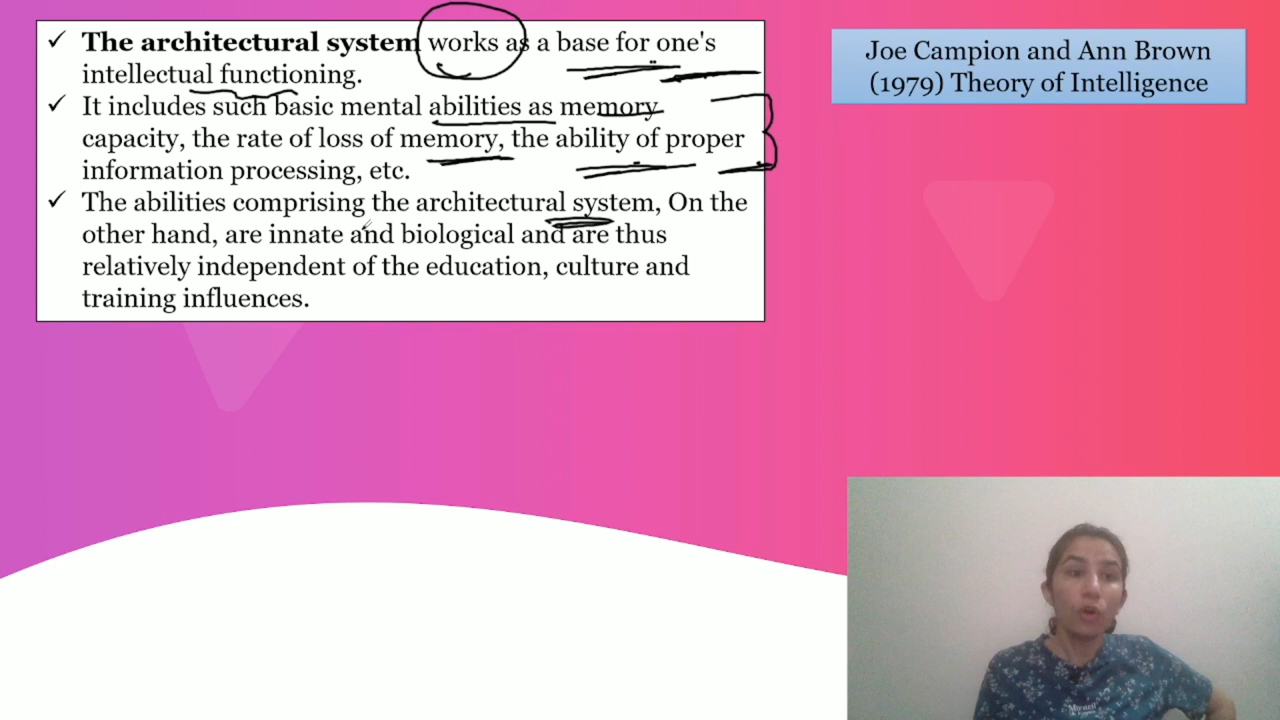 ✓ The architectural system works as a base for one's
intellectual functioning.
✓ It includes such basic mental abilities as memory
capacity, the rate of loss of memory, the ability of proper
information processing, etc.
✓ The abilities comprising the architectural system, On the
other hand, are innate and biological and are thus
relatively independent of the education, culture and
training influences.
Joe Campion and Ann Brown
(1979) Theory of Intelligence